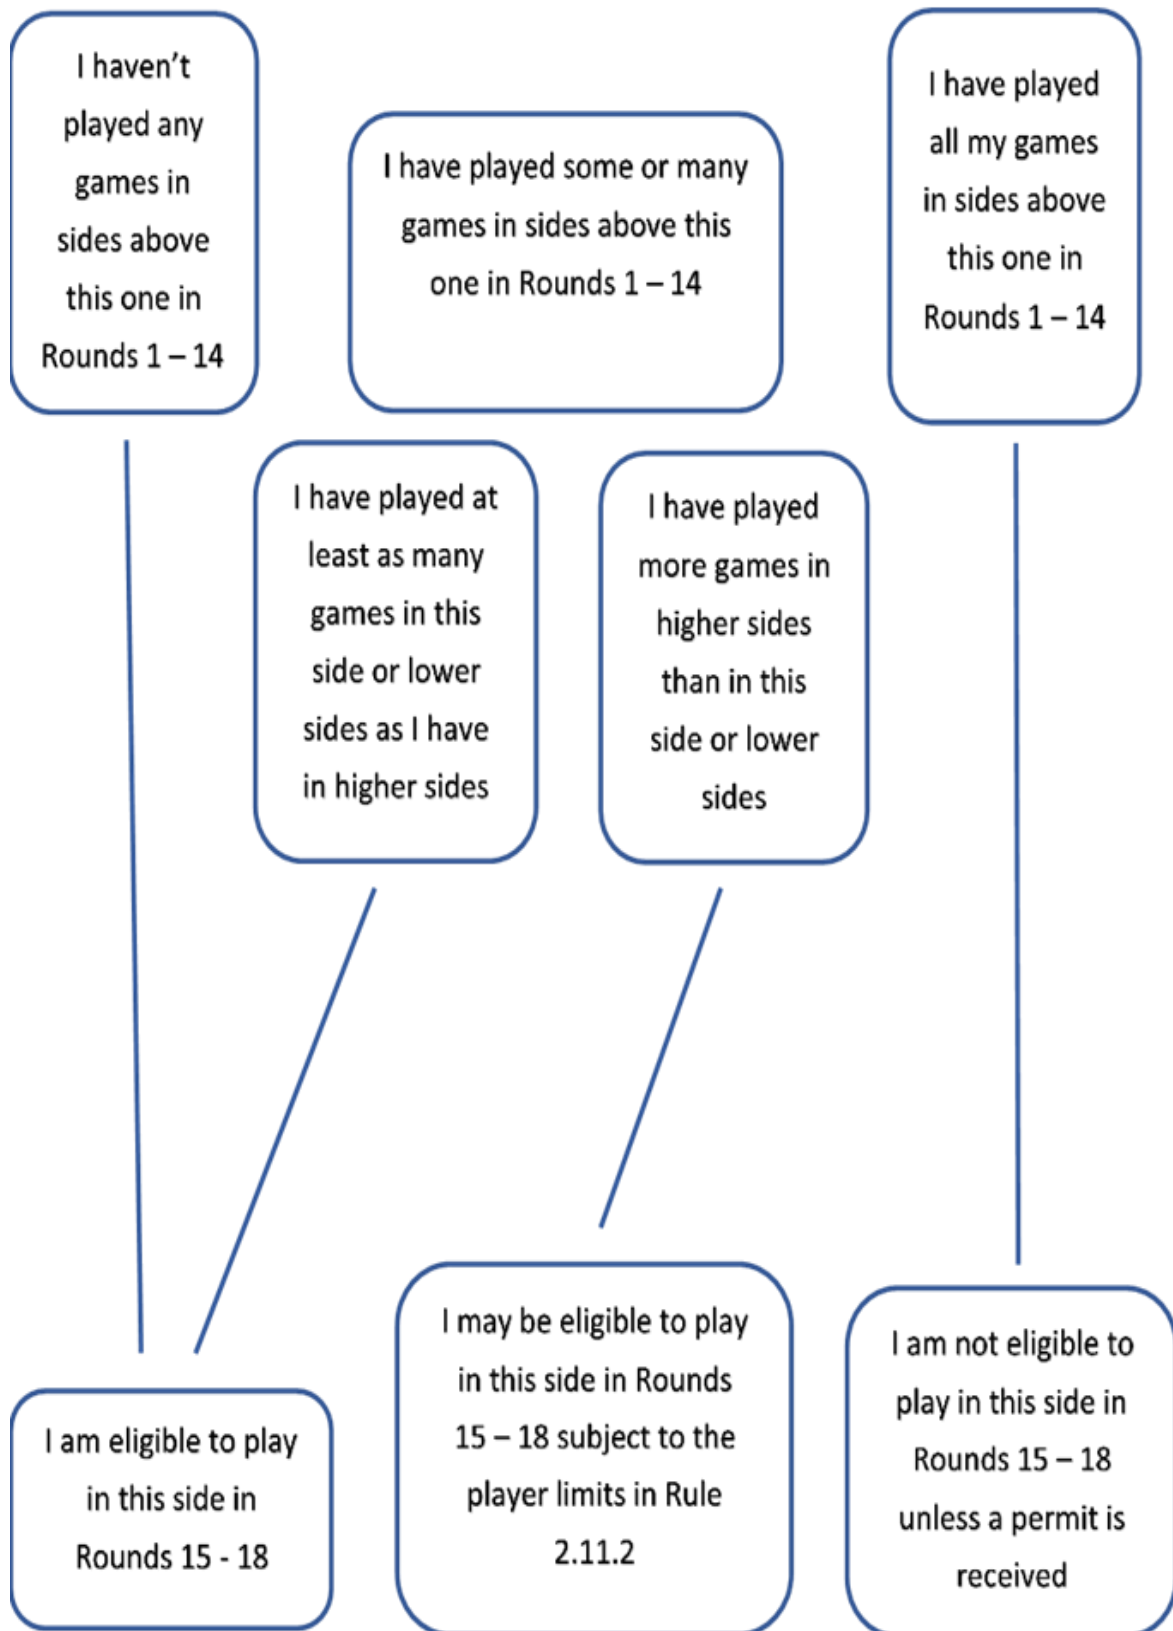 I haven’t
played any
games in
sides above
this one in
Rounds 1 – 14
I have played some or many
games in sides above this
one in Rounds 1 – 14
I have played
all my games
in sides above
this one in
Rounds 1 – 14
I have played at
least as many
games in this
side or lower
sides as I have
in higher sides
I have played
more games in
higher sides
than in this
side or lower
sides
I am eligible to play
in this side in
Rounds 15 - 18
I may be eligible to play
in this side in Rounds
15 – 18 subject to the
player limits in Rule
2.11.2
I am not eligible to
play in this side in
Rounds 15 – 18
unless a permit is
received